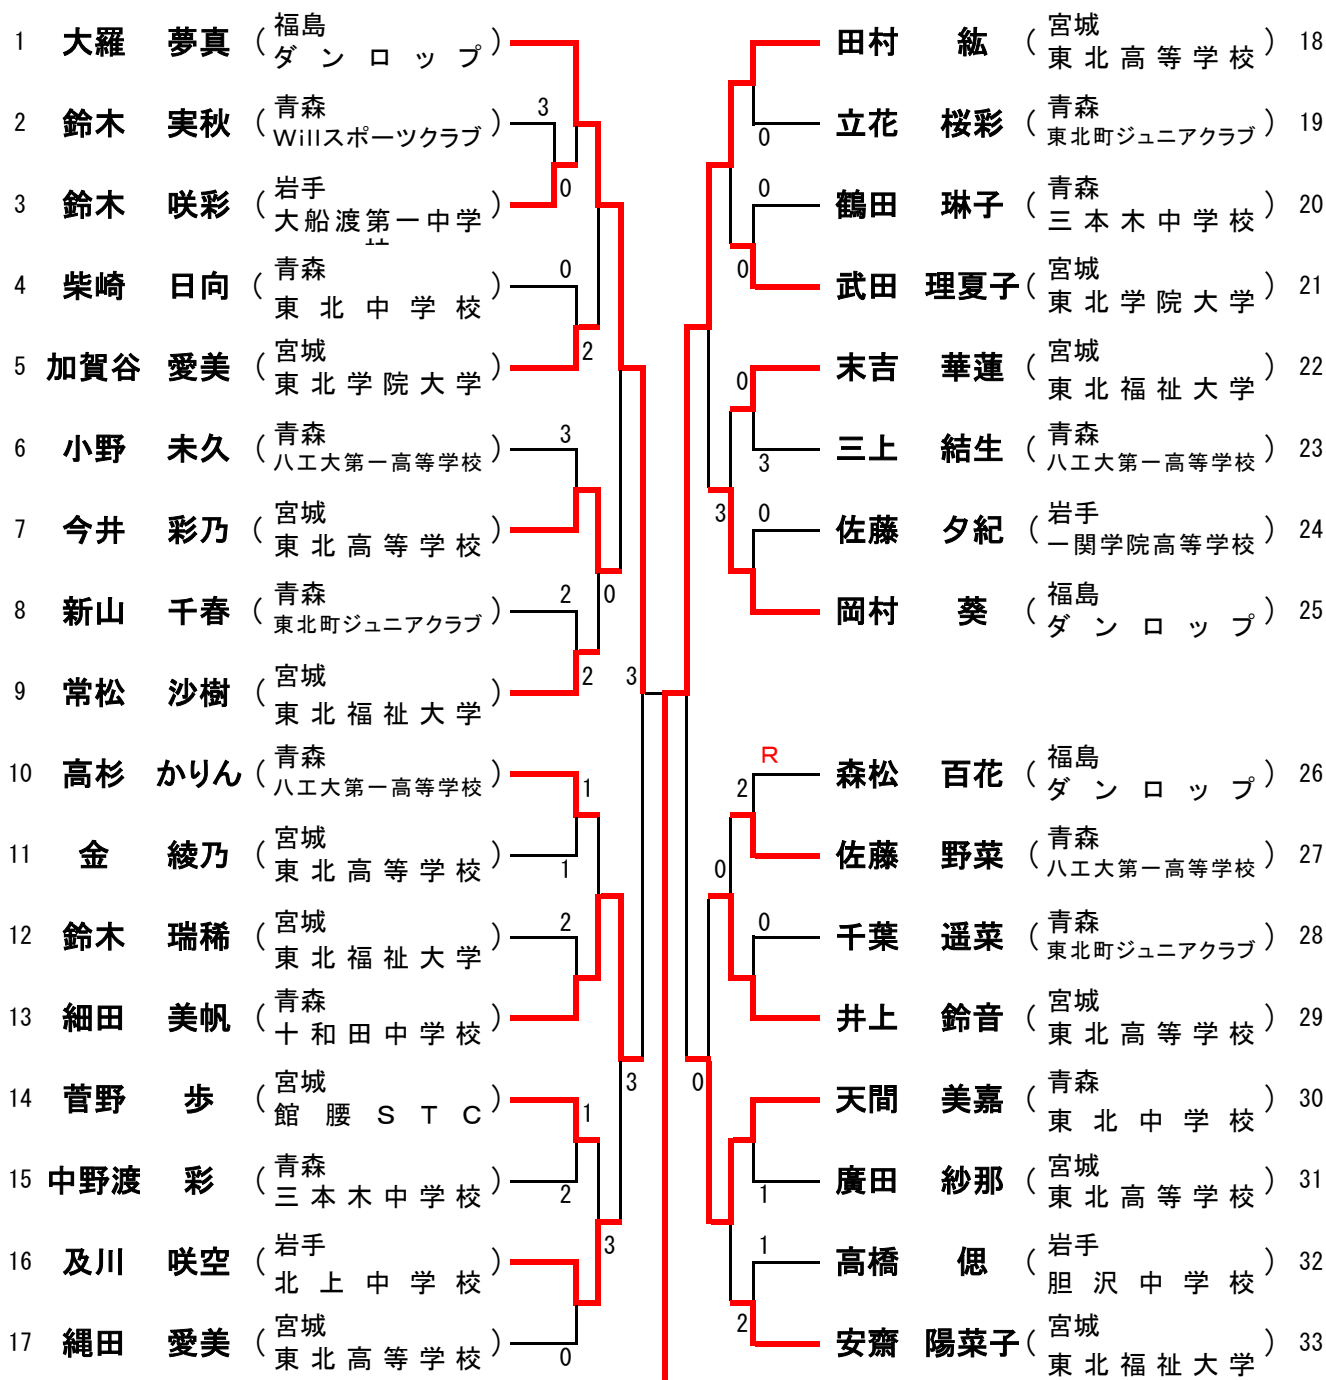 1 大羅 夢真 ( 福島 ダンロップ )
2 鈴木 実秋 ( 青森 Willスポーツクラブ )
3 鈴木 咲彩 ( 岩手 大船渡第一中学 )
4 柴崎 日向 ( 青森 東北中学校 )
5 加賀谷 愛美 ( 宮城 東北学院大学 )
6 小野 未久 ( 青森 八工大第一高等学校 )
7 今井 彩乃 ( 宮城 東北高等学校 )
8 新山 千春 ( 青森 東北町ジュニアクラブ )
9 常松 沙樹 ( 宮城 東北福祉大学 )
10 高杉 かりん ( 青森 八工大第一高等学校 )
11 金 綾乃 ( 宮城 東北高等学校 )
12 鈴木 瑞稀 ( 宮城 東北福祉大学 )
13 細田 美帆 ( 青森 十和田中学校 )
14 菅野 歩 ( 宮城 館腰STC )
15 中野渡 彩 ( 青森 三本木中学校 )
16 及川 咲空 ( 岩手 北上中学校 )
17 縄田 愛美 ( 宮城 東北高等学校 )
3
0
0
2
3
0
2
2
3
1
1
2
3
1
2
3
0
田村 紘 ( 宮城 東北高等学校 ) 18
立花 桜彩 ( 青森 東北町ジュニアクラブ ) 19
鶴田 琳子 ( 青森 三本木中学校 ) 20
武田 理夏子 ( 宮城 東北学院大学 ) 21
末吉 華蓮 ( 宮城 東北福祉大学 ) 22
三上 結生 ( 青森 八工大第一高等学校 ) 23
佐藤 夕紀 ( 岩手 一関学院高等学校 ) 24
岡村 葵 ( 福島 ダンロップ ) 25
森松 百花 ( 福島 ダンロップ ) 26
佐藤 野菜 ( 青森 八工大第一高等学校 ) 27
千葉 遥菜 ( 青森 東北町ジュニアクラブ ) 28
井上 鈴音 ( 宮城 東北高等学校 ) 29
天間 美嘉 ( 青森 東北中学校 ) 30
廣田 紗那 ( 宮城 東北高等学校 ) 31
高橋 偲 ( 岩手 胆沢中学校 ) 32
安齋 陽菜子 ( 宮城 東北福祉大学 ) 33
0
0
0
0
3
3
0
R
2
0
0
0
1
1
2